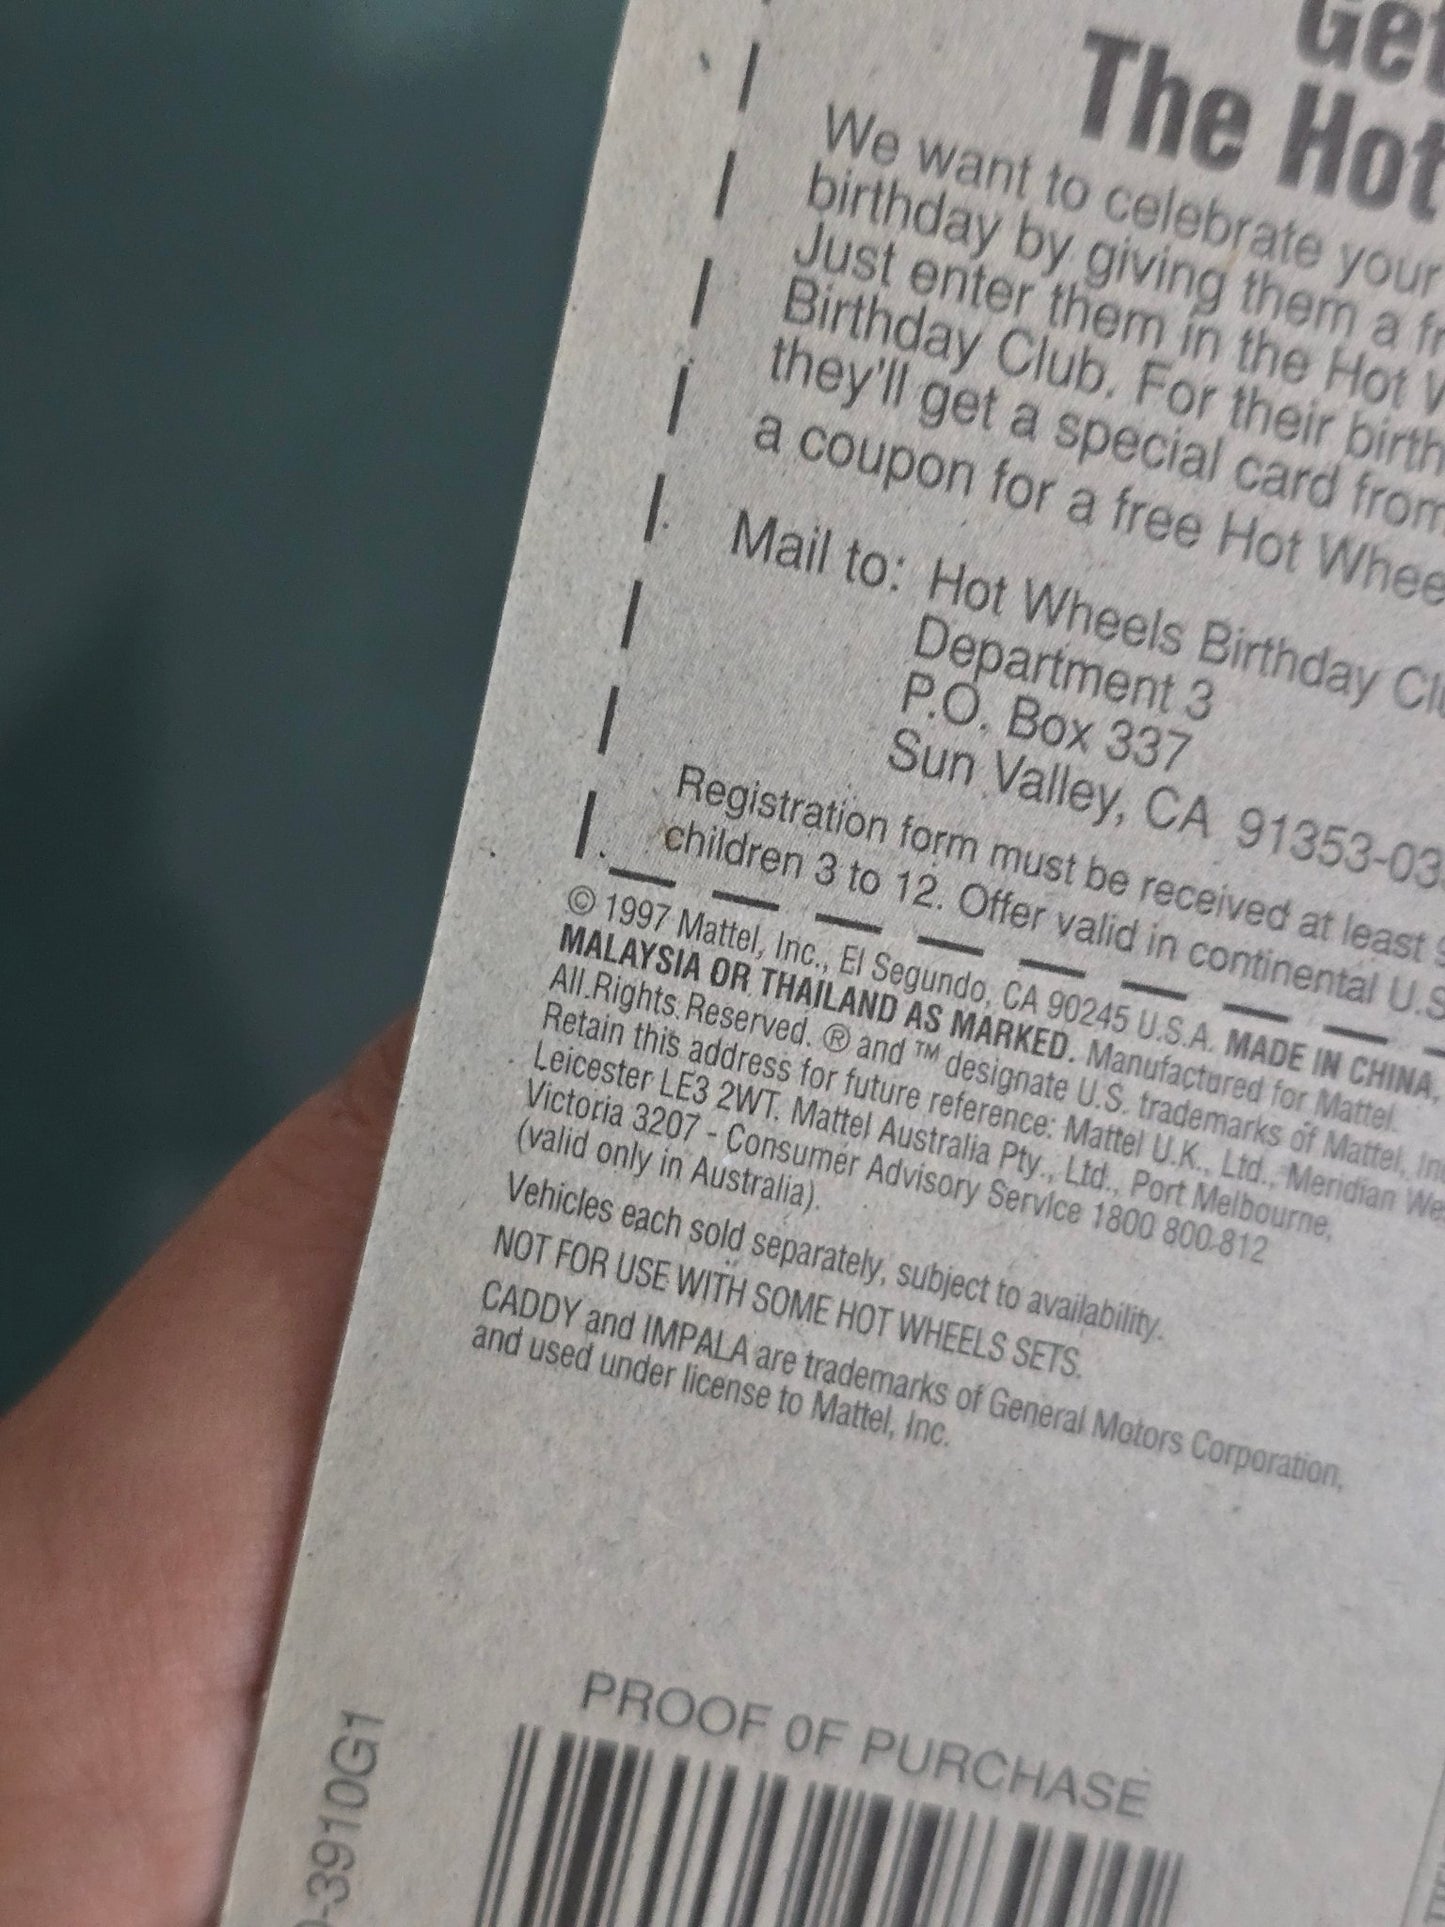 Get
The Hot
We want to celebrate your
birthday by giving them a
Just enter them in the Hot
Birthday Club. For their
they'll get a special card from
a coupon for a free Hot
Mail to: Hot Wheels Birthday
Department 3
P.O. Box 337
Sun Valley, CA 91353-03
Registration form must be received at least
children 3 to 12. Offer valid in continental U.S
© 1997 Mattel, Inc., El Segundo, CA 90245 U.S.A. MADE IN CHINA,
MALAYSIA OR THAILAND AS MARKED. Manufactured for Mattel.
All Rights Reserved. ® and ™ designate U.S. trademarks of Mattel,
Retain this address for future reference: Mattel U.K., Ltd., Meridian
Leicester LE3 2WT. Mattel Australia Pty., Ltd., Port Melbourne,
Victoria 3207 - Consumer Advisory Service 1800 800-812
(valid only in Australia).
Vehicles each sold separately, subject to availability.
NOT FOR USE WITH SOME HOT WHEELS SETS.
CADDY and IMPALA are trademarks of General Motors Corporation,
and used under license to Mattel, Inc.
PROOF OF PURCHASE
-3910G1